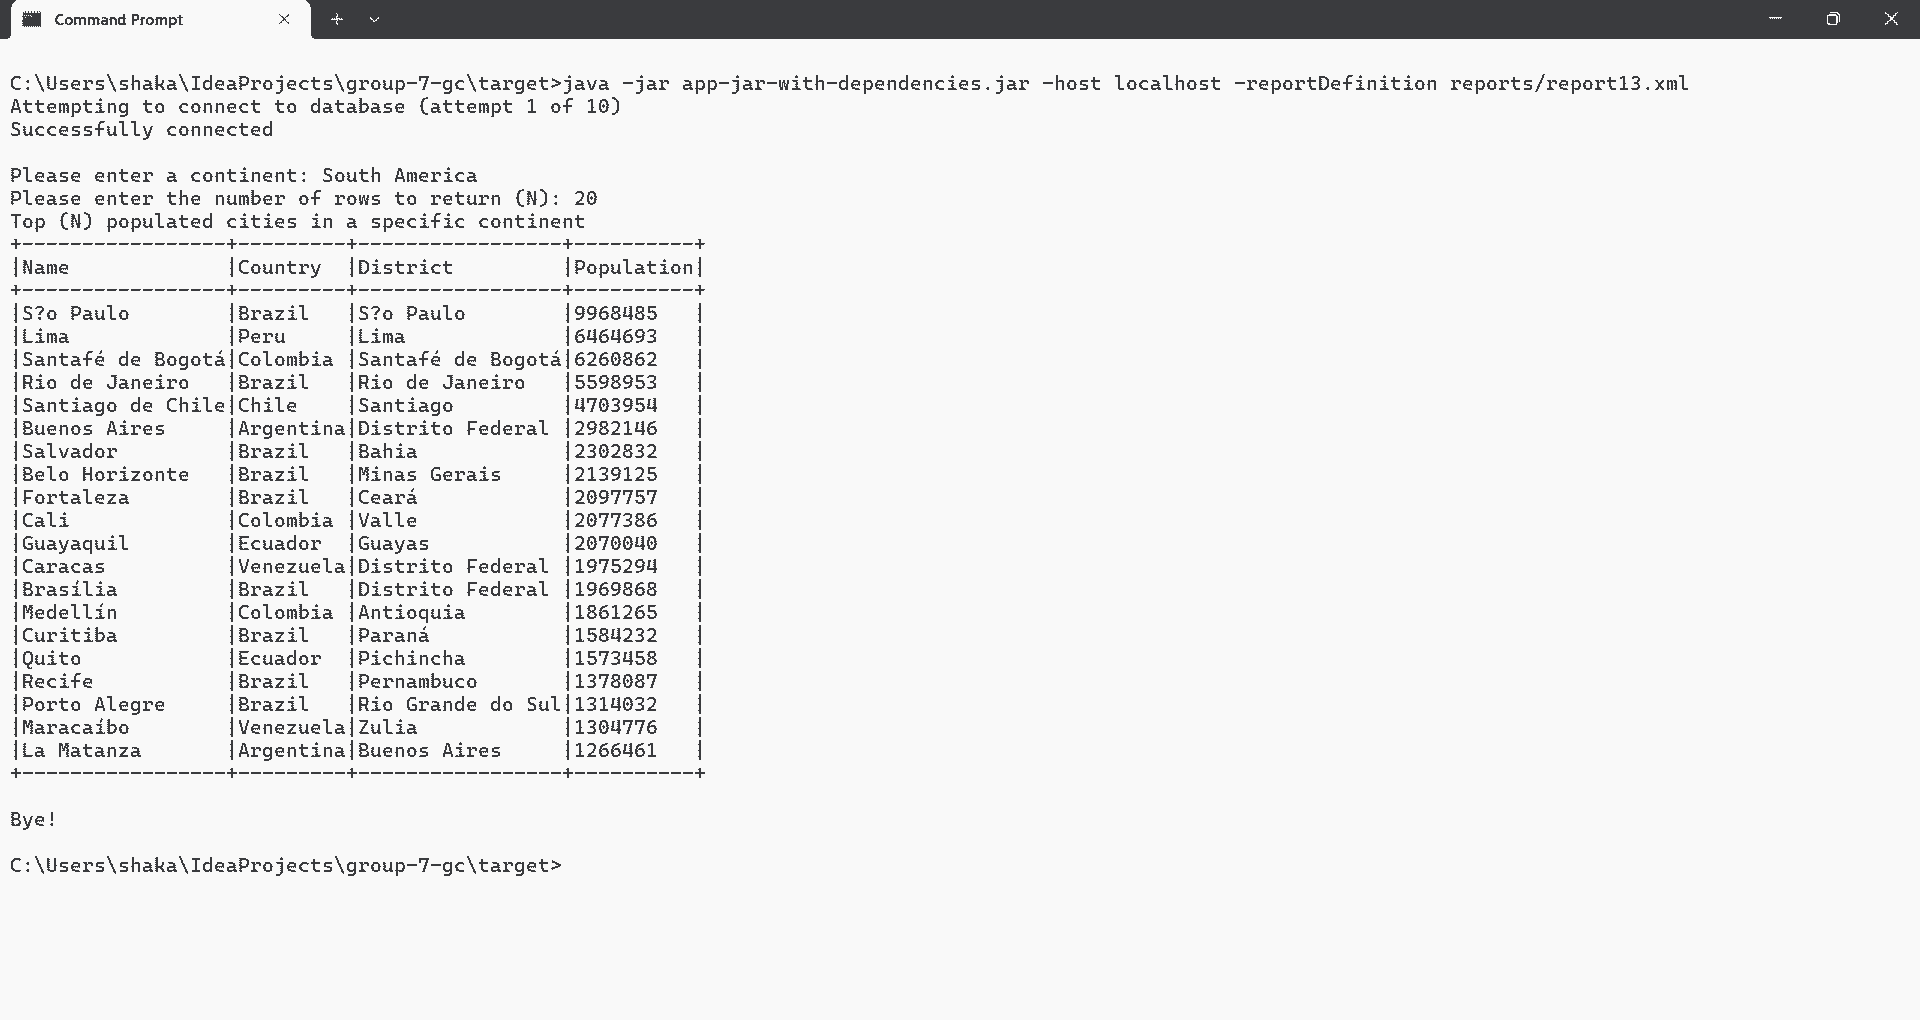 Command Prompt
C:\Users\shaka\IdeaProjects\group-7-gc\target>java -jar app-jar-with-dependencies.jar -host localhost -reportDefinition reports/report13.xml
Attempting to connect to database (attempt 1 of 10)
Successfully connected
Please enter a continent: South America
Please enter the number of rows to return (N): 20
Top (N) populated cities in a specific continent
+-----------------+---------+-----------------+----------+
|Name             |Country  |District         |Population|
+-----------------+---------+-----------------+----------+
|S?o Paulo        |Brazil   |S?o Paulo        |9968485   |
|Lima             |Peru     |Lima             |6464693   |
|Santafé de Bogotá|Colombia |Santafé de Bogotá|6260862   |
|Rio de Janeiro   |Brazil   |Rio de Janeiro   |5598953   |
|Santiago de Chile|Chile    |Santiago         |4703954   |
|Buenos Aires     |Argentina|Distrito Federal |2982146   |
|Salvador         |Brazil   |Bahia            |2302832   |
|Belo Horizonte   |Brazil   |Minas Gerais     |2139125   |
|Fortaleza        |Brazil   |Ceará            |2097757   |
|Cali             |Colombia |Valle            |2077386   |
|Guayaquil        |Ecuador  |Guayas           |2070040   |
|Caracas          |Venezuela|Distrito Federal |1975294   |
|Brasília         |Brazil   |Distrito Federal |1969868   |
|Medellín         |Colombia |Antioquia        |1861265   |
|Curitiba         |Brazil   |Paraná           |1584232   |
|Quito            |Ecuador  |Pichincha        |1573458   |
|Recife           |Brazil   |Pernambuco       |1378087   |
|Porto Alegre     |Brazil   |Rio Grande do Sul|1314032   |
|Maracaíbo        |Venezuela|Zulia            |1304776   |
|La Matanza       |Argentina|Buenos Aires     |1266461   |
+-----------------+---------+-----------------+----------+
Bye!
C:\Users\shaka\IdeaProjects\group-7-gc\target>